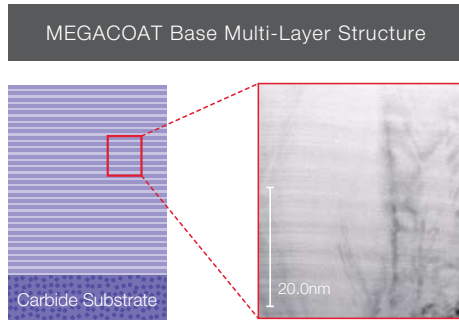 MEGACOAT Base Multi-Layer Structure
20.0nm
Carbide Substrate